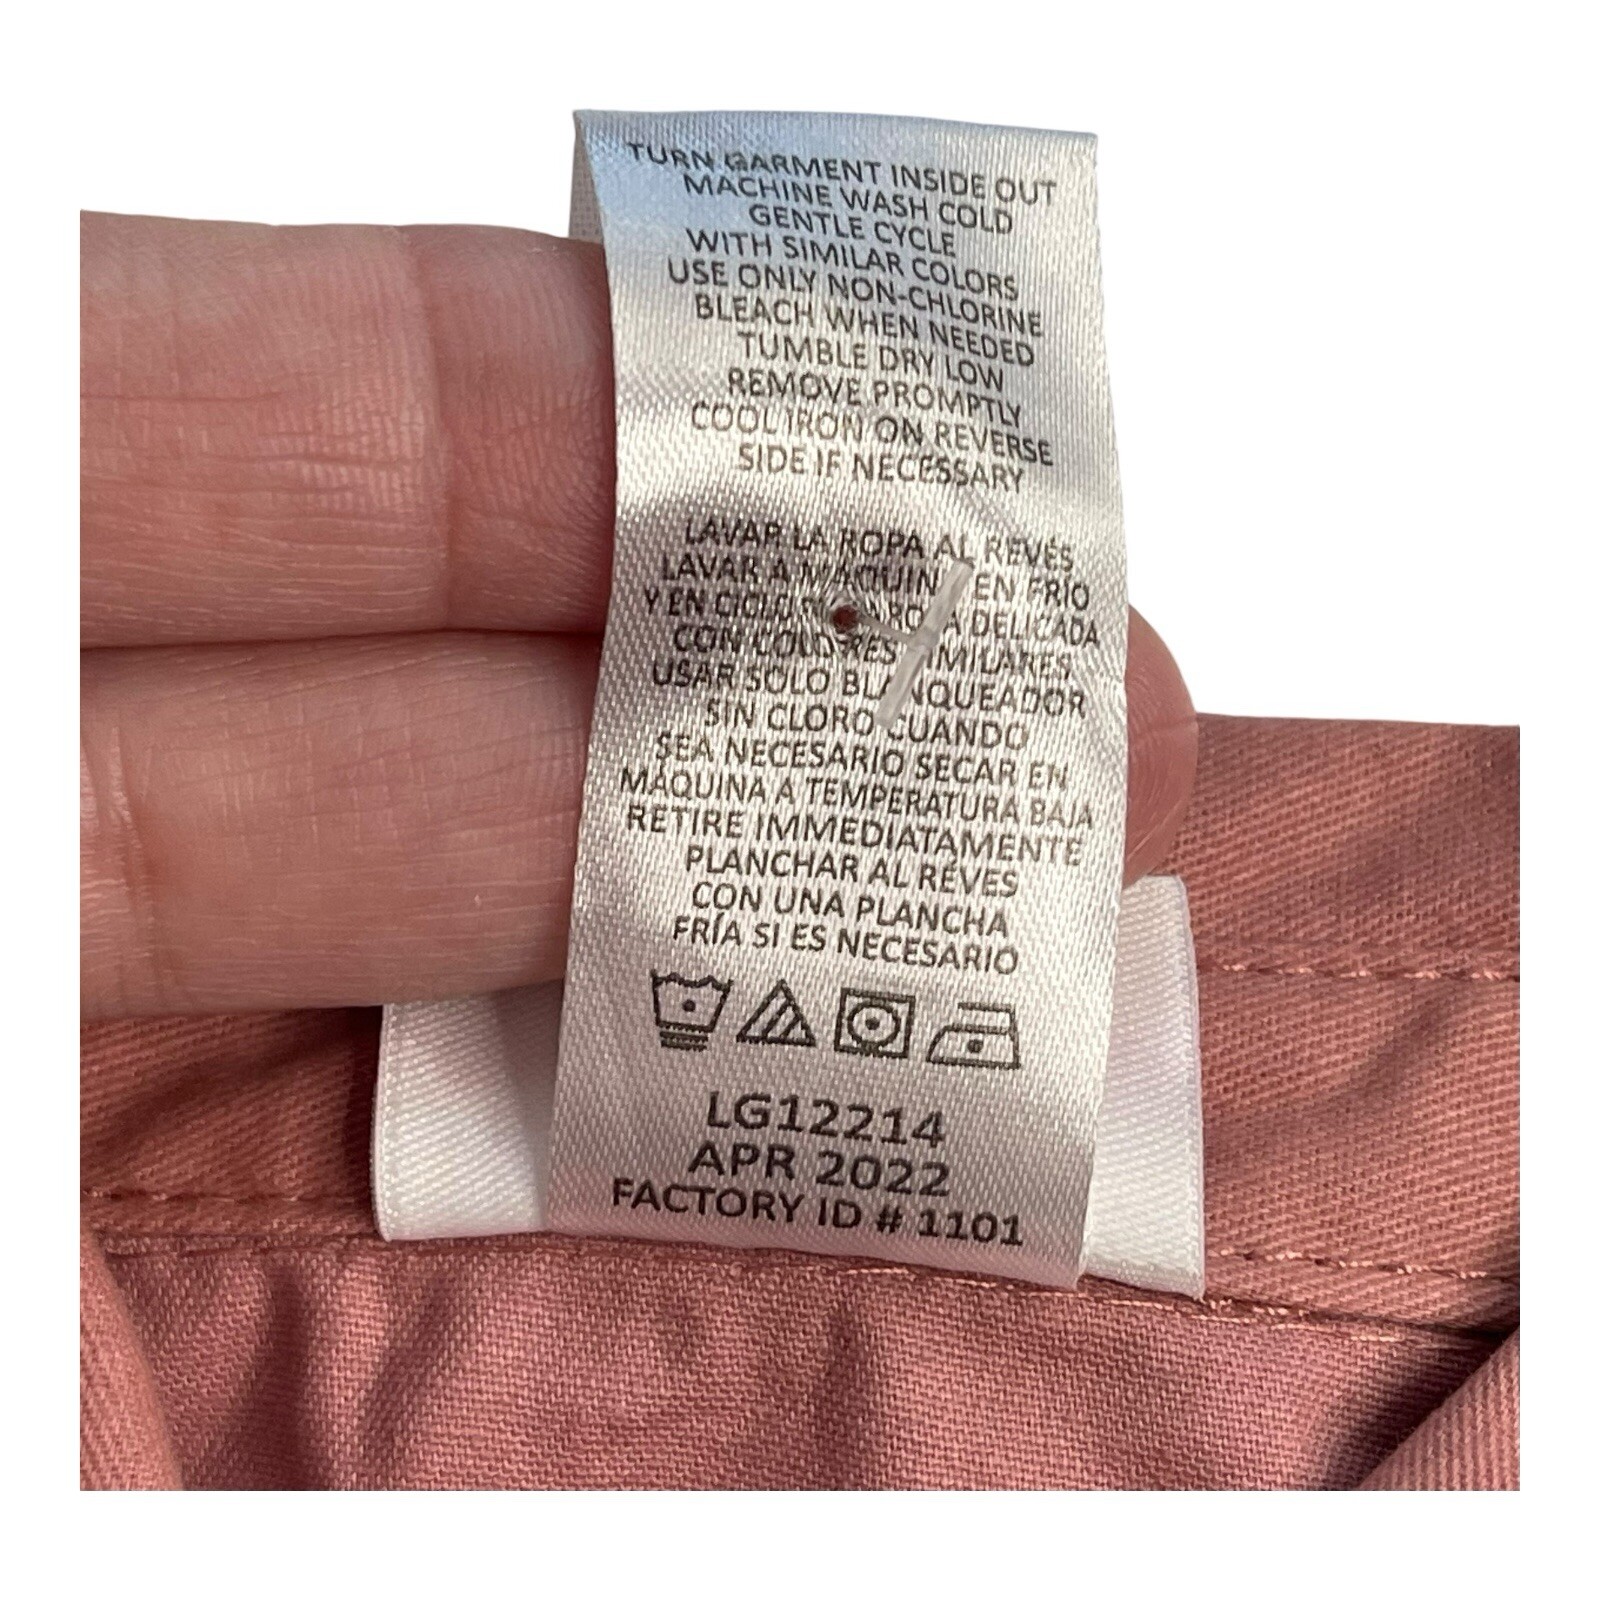 TURN GARMENT INSIDE OUT
MACHINE WASH COLD
GENTLE CYCLE
WITH SIMILAR COLORS
USE ONLY NON-CHLORINE
BLEACH WHEN NEEDED
TUMBLE DRY LOW
REMOVE PROMPTLY
COOL IRON ON REVERSE
SIDE IF NECESSARY
LAVAR LA ROPA AL REVÉS
LAVAR A MÁQUINA EN FRÍO
Y EN CICLO ROPA DELICADA
CON COLORES SIMILARES
USAR SOLO BLANQUEADOR
SIN CLORO CUANDO
SEA NECESARIO SECAR EN
MÁQUINA A TEMPERATURA BAJA
RETIRE IMMEDIATAMENTE
PLANCHAR AL RÉVES
CON UNA PLANCHA
FRÍA SI ES NECESARIO
LG12214
APR 2022
FACTORY ID # 1101